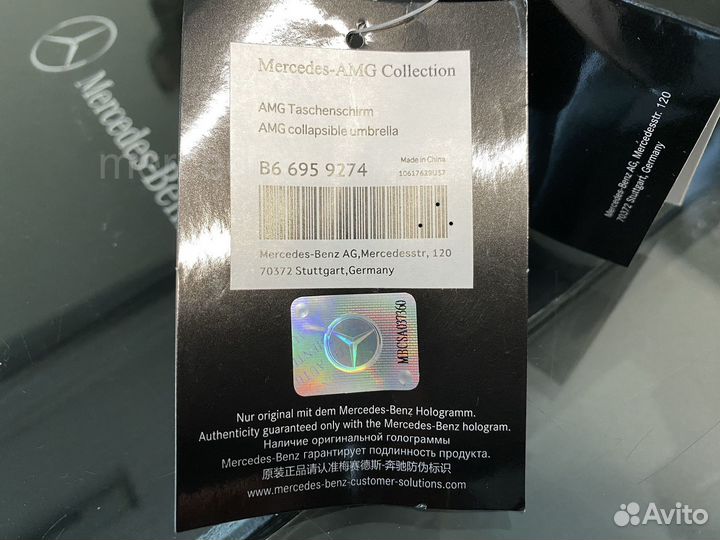 Mercedes-AMG Collection
AMG Taschenschirm
AMG collapsible umbrella
B6 695 9274
Made in China
10617629US7
Mercedes-Benz AG,Mercedesstr, 120
70372 Stuttgart,Germany
MBCSA037360
Nur original mit dem Mercedes-Benz Hologramm.
Authenticity guaranteed only with the Mercedes-Benz hologram.
Наличие оригинальной голограммы
Mercedes-Benz гарантирует подлинность продукта.
原装正品请认准梅赛德斯-奔驰防伪标识
www.mercedes-benz-customer-solutions.com
Mercedes-Benz
Mercedes-Benz AG, Mercedesstr. 120
70372 Stuttgart, Germany
Avito